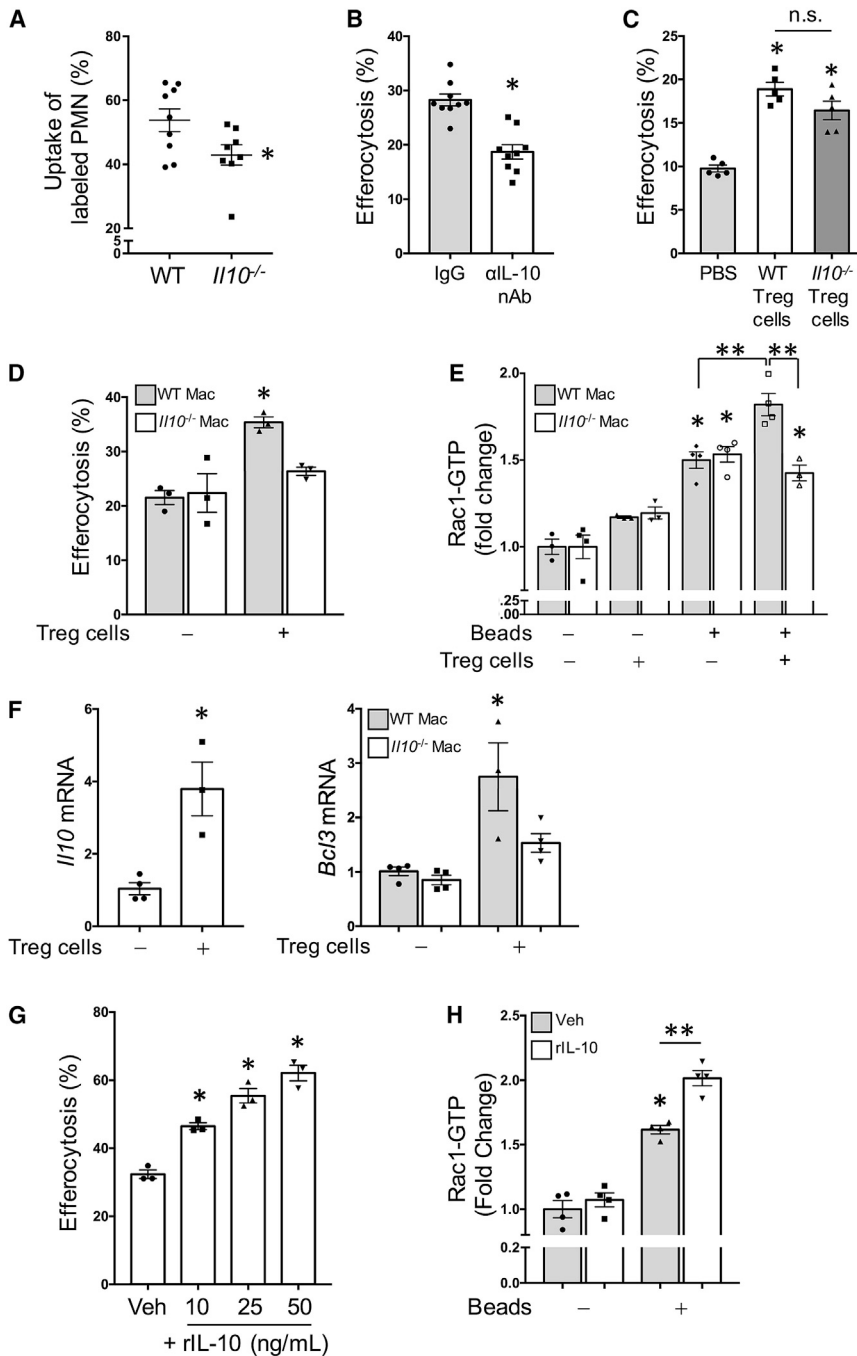 A
Uptake of
labeled PMN (%)
80
60
40
20
5
0
WT
Il10-/-
*
B
Efferocytosis (%)
40
30
20
10
0
*
IgG
αIL-10
nAb
C
Efferocytosis (%)
25
20
15
10
5
0
n.s.
*
*
PBS
WT
Treg
cells
Il10-/-
Treg
cells
D
Efferocytosis (%)
40
30
20
10
0
WT Mac
Il10-/- Mac
*
Treg cells – +
E
Rac1-GTP
(fold change)
2.0
1.5
1.0
.25
0.00
WT Mac
Il10-/- Mac
** **
* * *
Beads – – + +
Treg cells – + – +
F
Il10 mRNA
6
4
2
0
*
Treg cells – +
Bcl3 mRNA
4
3
2
1
0
WT Mac
Il10-/- Mac
*
Treg cells – +
G
Efferocytosis (%)
80
60
40
20
0
* * *
Veh 10 25 50
+ rIL-10 (ng/mL)
H
Rac1-GTP
(Fold Change)
2.5
2.0
1.5
1.0
0.2
0.0
Veh
rIL-10
**
*
Beads – +